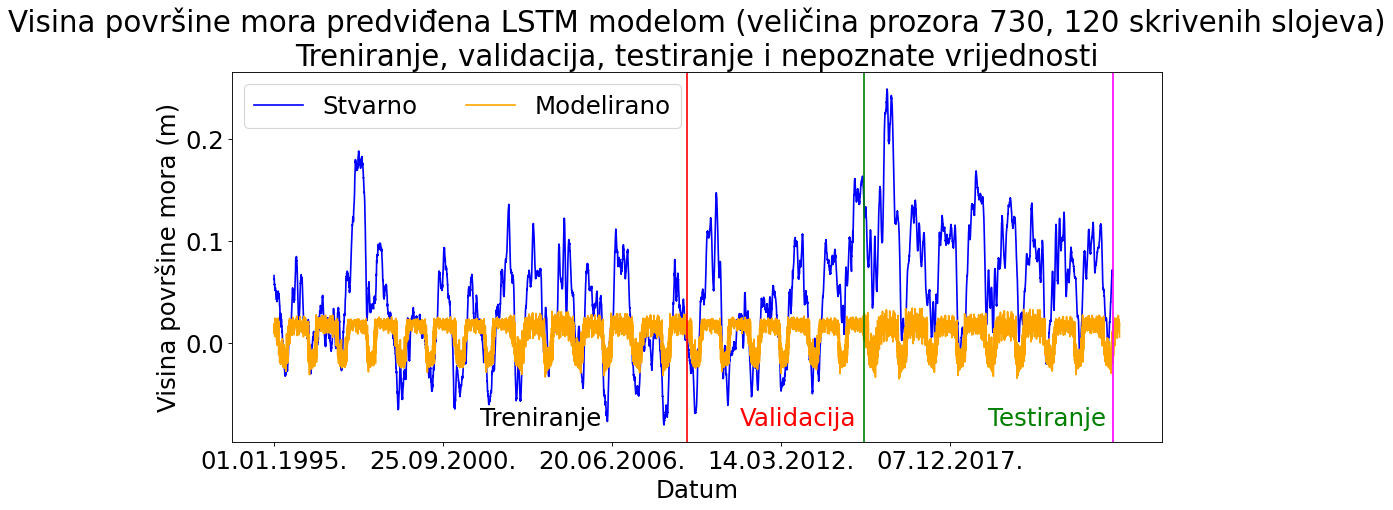 Visina površine mora predviđena LSTM modelom (veličina prozora 730, 120 skrivenih slojeva)
Treniranje, validacija, testiranje i nepoznate vrijednosti
Stvarno Modelirano
Visina površine mora (m)
0.2
0.1
0.0
Treniranje Validacija Testiranje
01.01.1995. 25.09.2000. 20.06.2006. 14.03.2012. 07.12.2017.
Datum